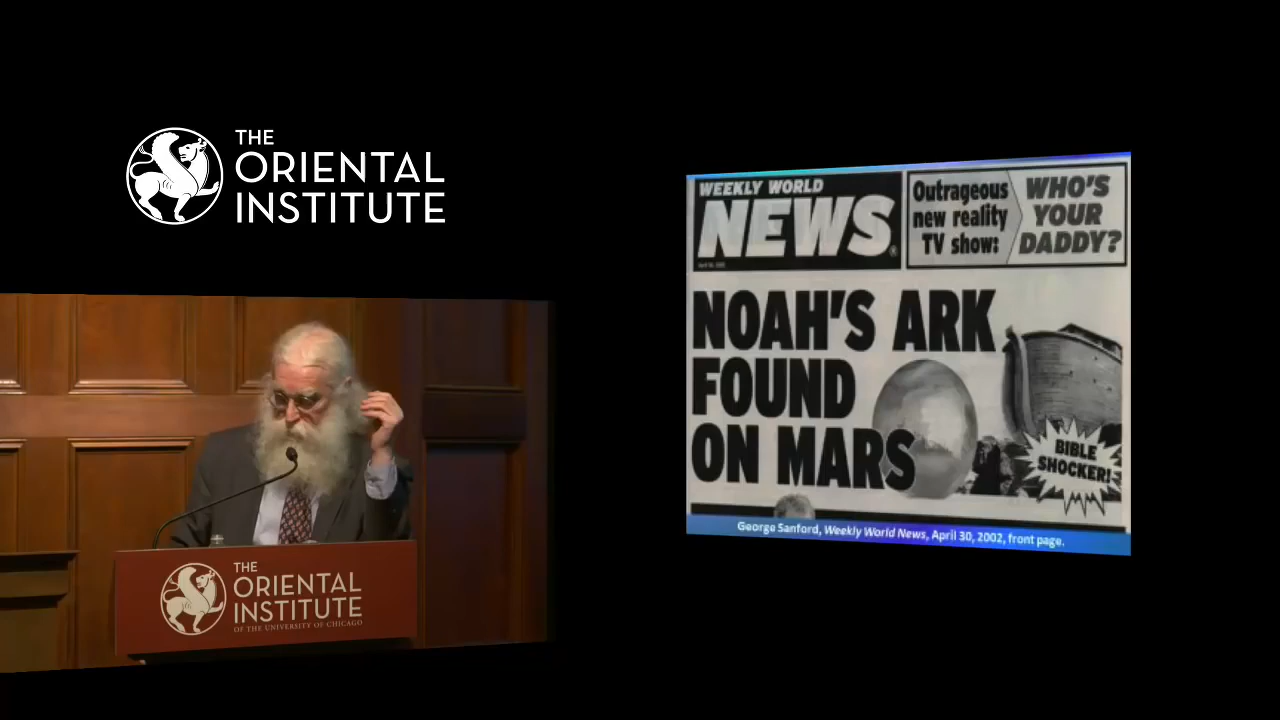 THE
ORIENTAL
INSTITUTE
WEEKLY WORLD
NEWS
Outrageous
new reality
TV show:
WHO'S
YOUR
DADDY?
NOAH'S ARK
FOUND
ON MARS
BIBLE
SHOCKER!
George Sanford, Weekly World News, April 30, 2002, front page.
THE
ORIENTAL
INSTITUTE
OF THE UNIVERSITY OF CHICAGO